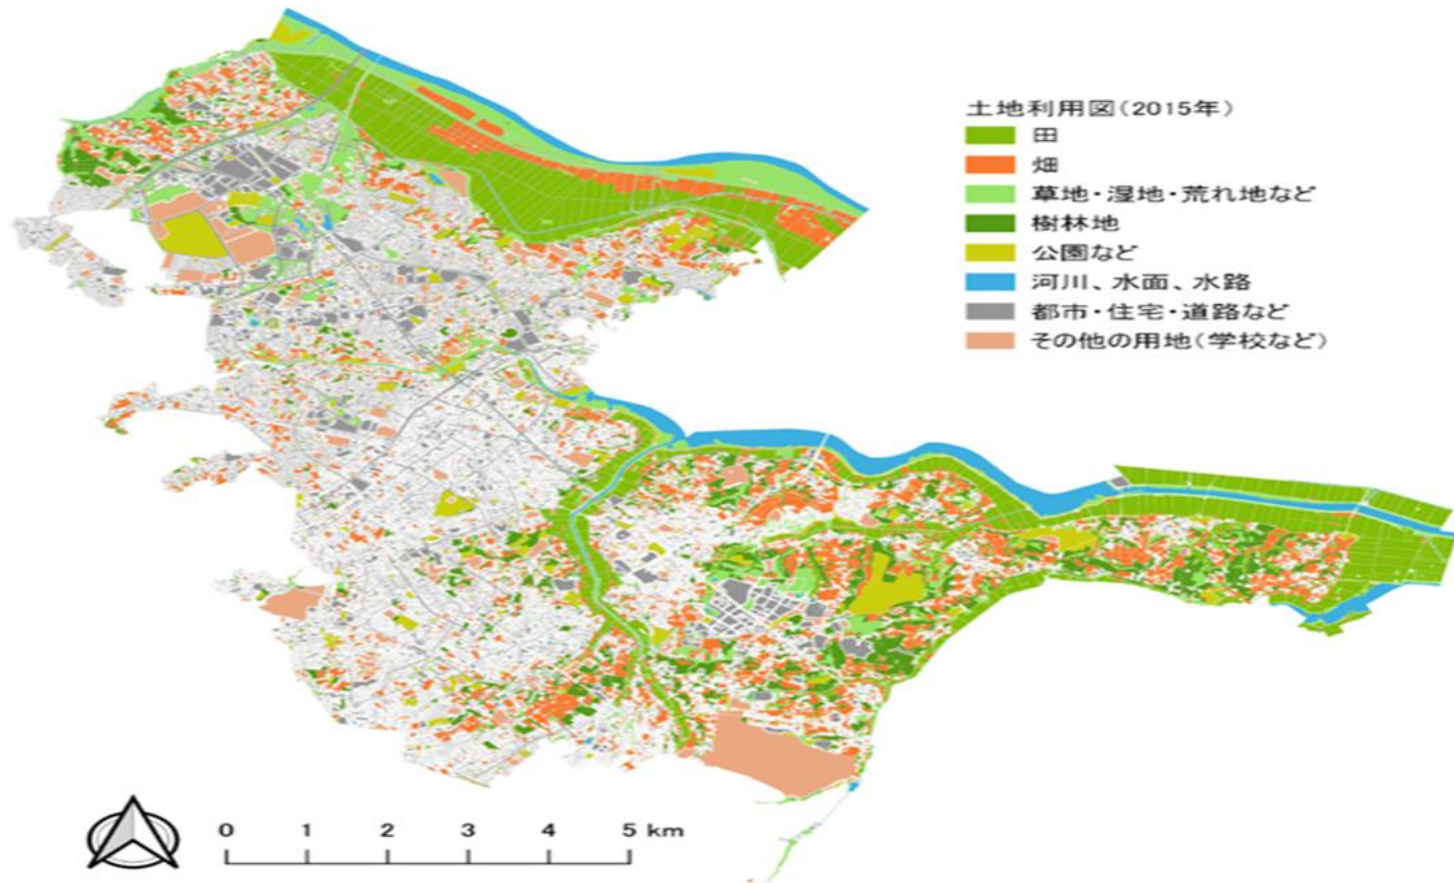 土地利用図(2015年)
田
畑
草地・湿地・荒れ地など
樹林地
公園など
河川、水面、水路
都市・住宅・道路など
その他の用地(学校など)
0 1 2 3 4 5 km